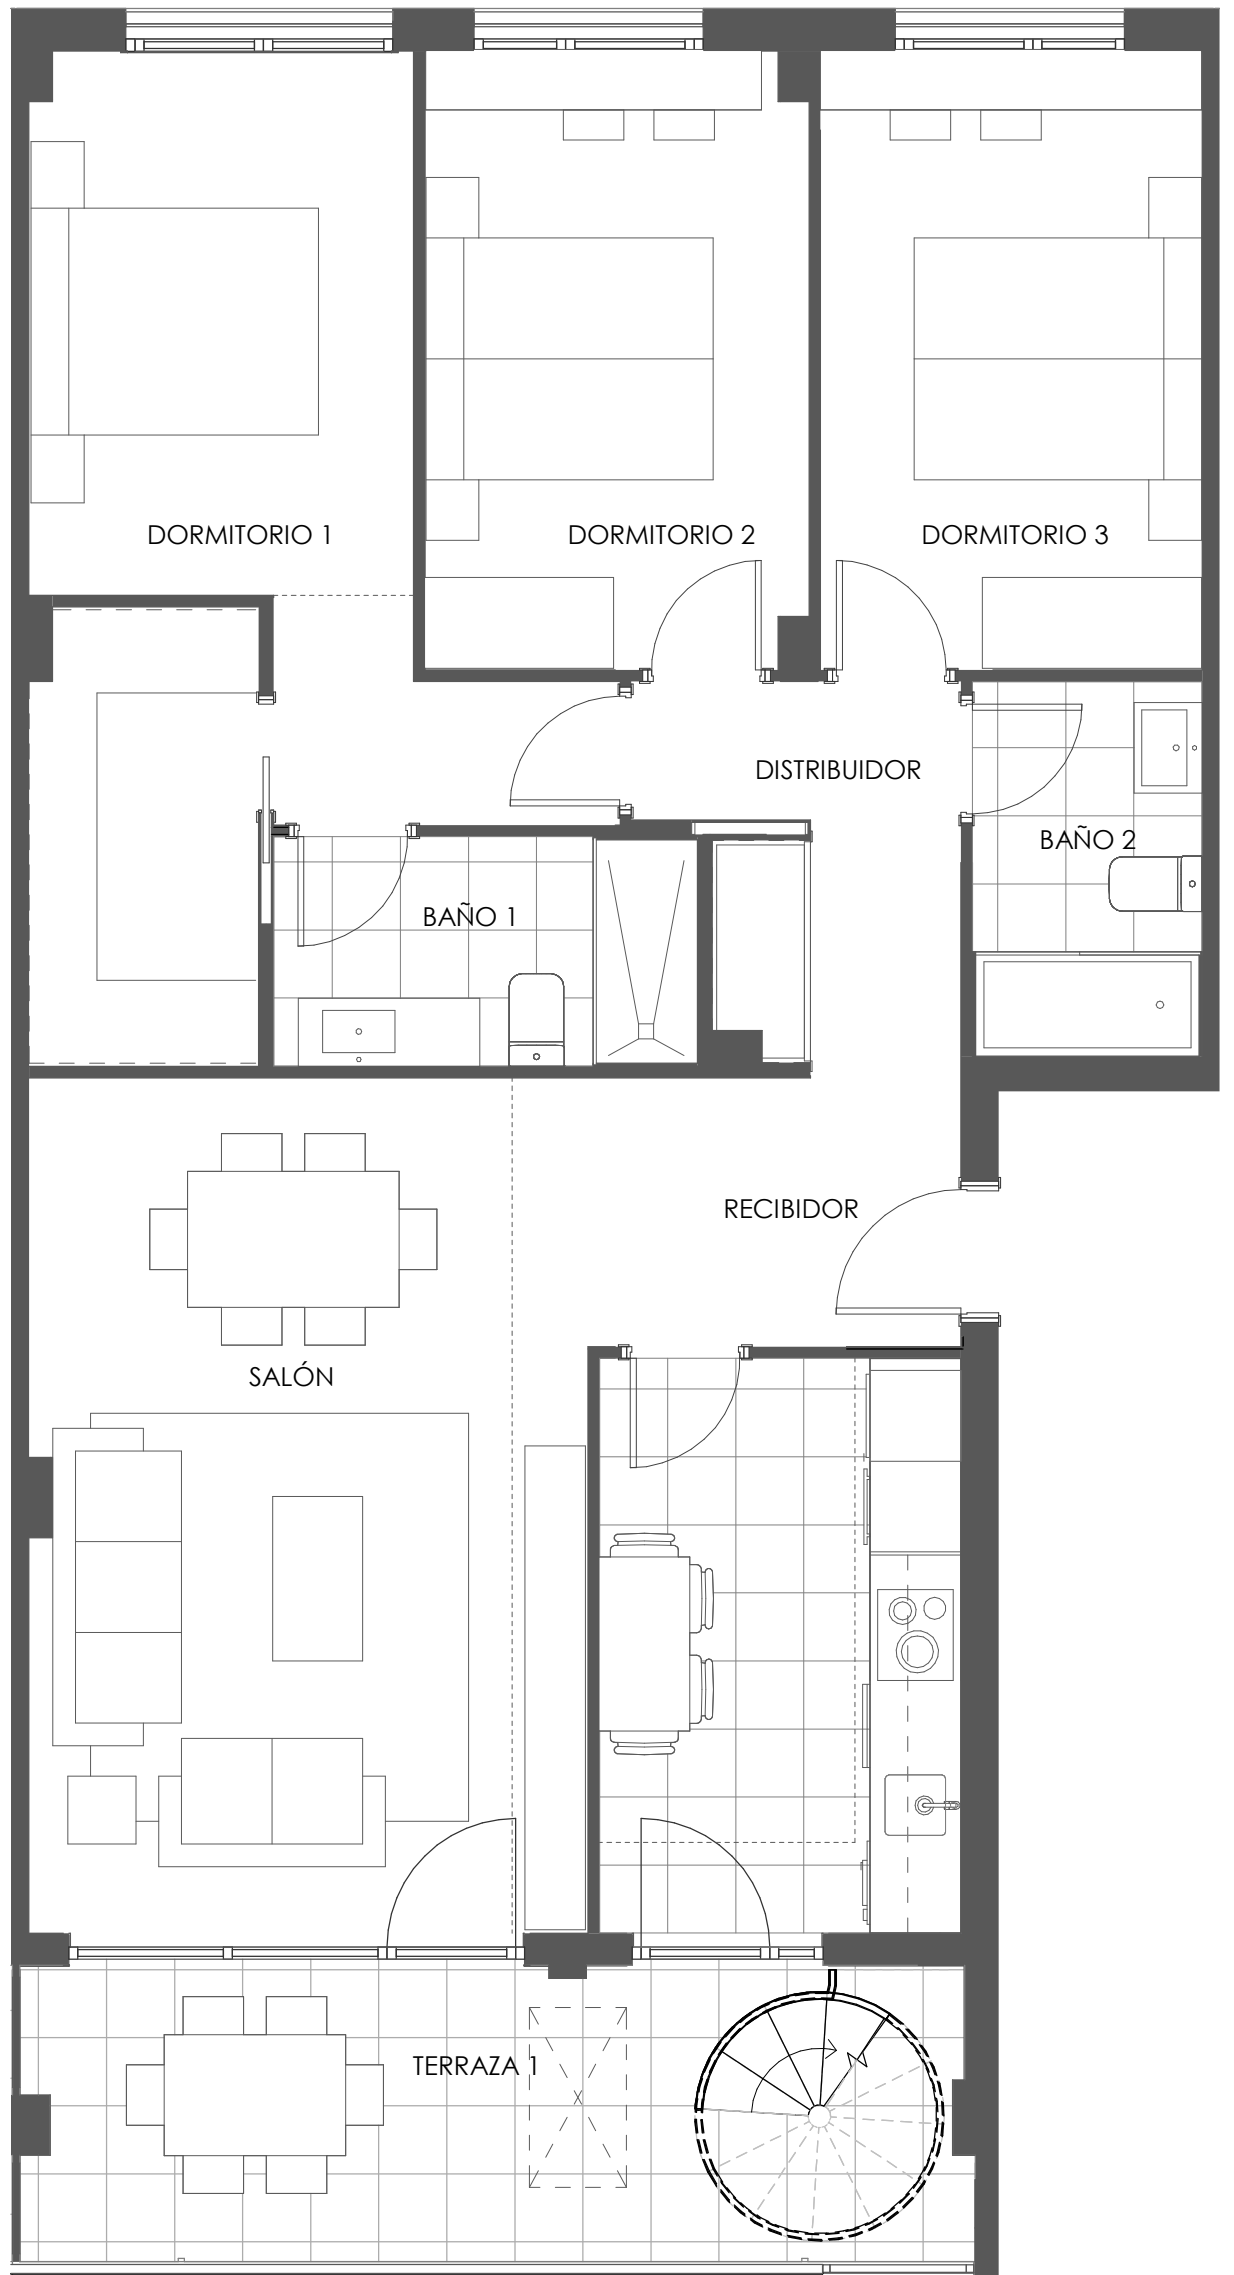 DORMITORIO 1
DORMITORIO 2
DORMITORIO 3
DISTRIBUIDOR
BAÑO 2
BAÑO 1
RECIBIDOR
SALÓN
TERRAZA 1